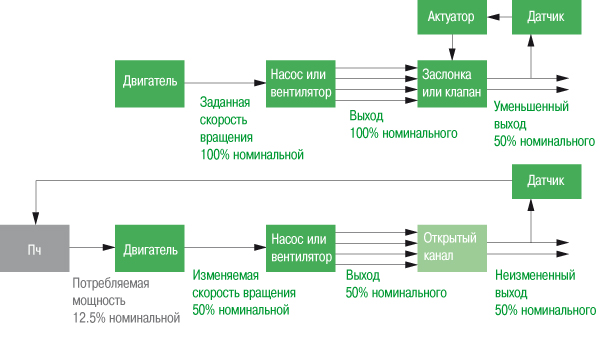 Актуатор
Датчик
Двигатель
Насос или
вентилятор
Заслонка
или клапан
Заданная
скорость
вращения
100% номинальной
Выход
100% номинального
Уменьшенный
выход
50% номинального
Датчик
Пч
Двигатель
Насос или
вентилятор
Открытый
канал
Потребляемая
мощность
12.5% номинальной
Изменяемая
скорость вращения
50% номинальной
Выход
50% номинального
Неизмененный
выход
50% номинального